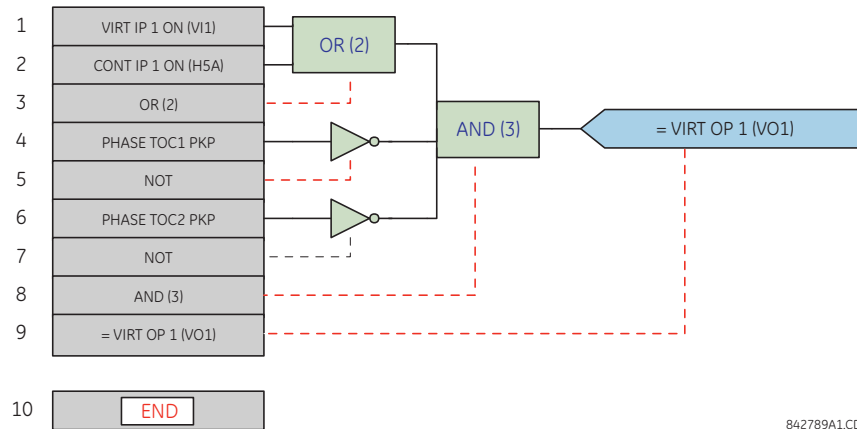 1 VIRT IP 1 ON (VI1)
2 CONT IP 1 ON (H5A)
3 OR (2)
4 PHASE TOC1 PKP
5 NOT
6 PHASE TOC2 PKP
7 NOT
8 AND (3)
9 = VIRT OP 1 (VO1)
10 END
OR (2)
AND (3)
= VIRT OP 1 (VO1)